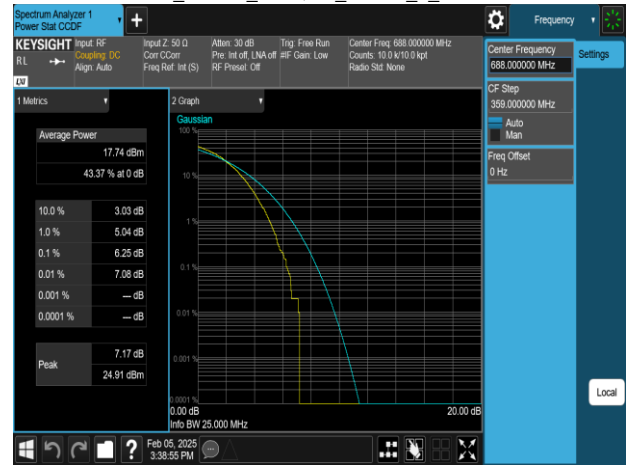 Spectrum Analyzer 1
Power Stat CCDF
Frequency
KEYSIGHT
RL
LXI
Input: RF
Coupling: DC
Align: Auto
Input Z: 50 Ω
Corr CCorr
Freq Ref: Int (S)
Atten: 30 dB
Pre: Int off, LNA off
RF Presel: Off
Trig: Free Run
#IF Gain: Low
Center Freq: 688.000000 MHz
Counts: 10.0 k/10.0 kpt
Radio Std: None
Center Frequency
688.000000 MHz
Settings
CF Step
359.000000 MHz
Auto
Man
Freq Offset
0 Hz
1 Metrics
Average Power
17.74 dBm
43.37 % at 0 dB
10.0 % 3.03 dB
1.0 % 5.04 dB
0.1 % 6.25 dB
0.01 % 7.08 dB
0.001 % --- dB
0.0001 % --- dB
Peak
7.17 dB
24.91 dBm
2 Graph
Gaussian
100 %
10 %
1 %
0.1 %
0.01 %
0.001 %
0.0001 %
0.00 dB 20.00 dB
Info BW 25.000 MHz
Local
Feb 05, 2025
3:38:55 PM